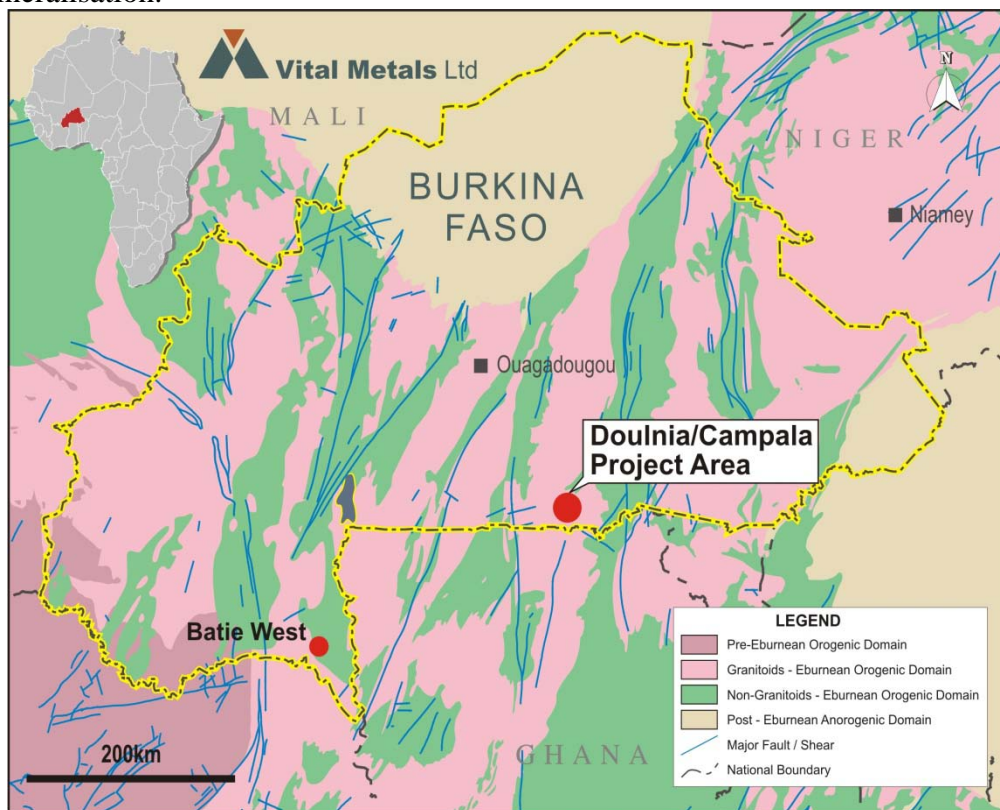 Vital Metals Ltd
MALI
N
NIGER
BURKINA
FASO
Niamey
Ouagadougou
Doulnia/Campala
Project Area
Batie West
LEGEND
Pre-Eburnean Orogenic Domain
Granitoids - Eburnean Orogenic Domain
Non-Granitoids - Eburnean Orogenic Domain
Post - Eburnean Anorogenic Domain
Major Fault / Shear
National Boundary
200km
GHANA